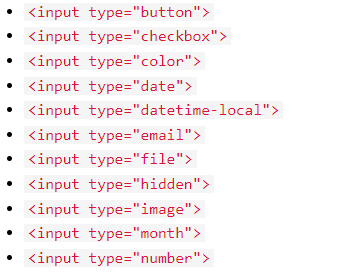 <input type="button">
<input type="checkbox">
<input type="color">
<input type="date">
<input type="datetime-local">
<input type="email">
<input type="file">
<input type="hidden">
<input type="image">
<input type="month">
<input type="number">